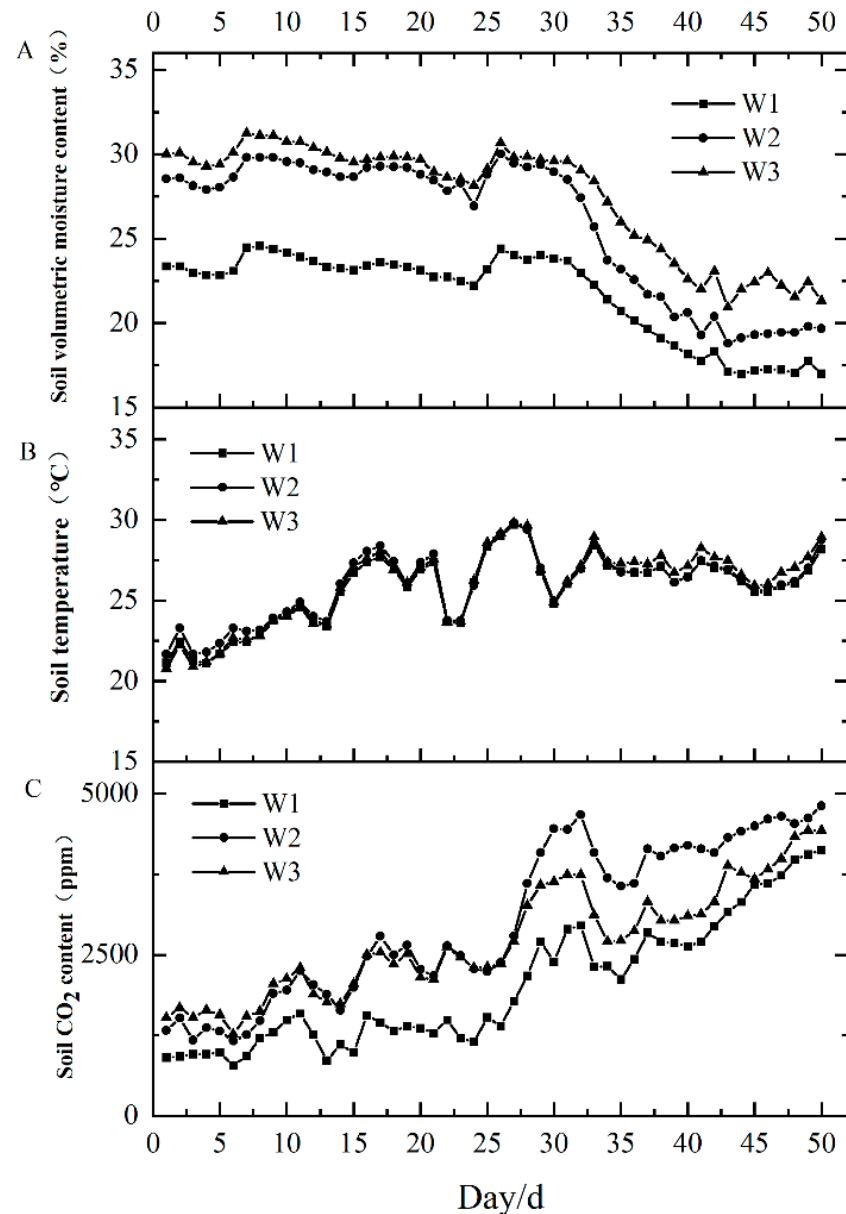 0 5 10 15 20 25 30 35 40 45 50
A
Soil volumetric moisture content（%）
35
30
25
20
15
W1
W2
W3
B
Soil temperature（°C）
35
30
25
20
15
W1
W2
W3
C
Soil CO₂ content（ppm）
5000
2500
0
W1
W2
W3
0 5 10 15 20 25 30 35 40 45 50
Day/d